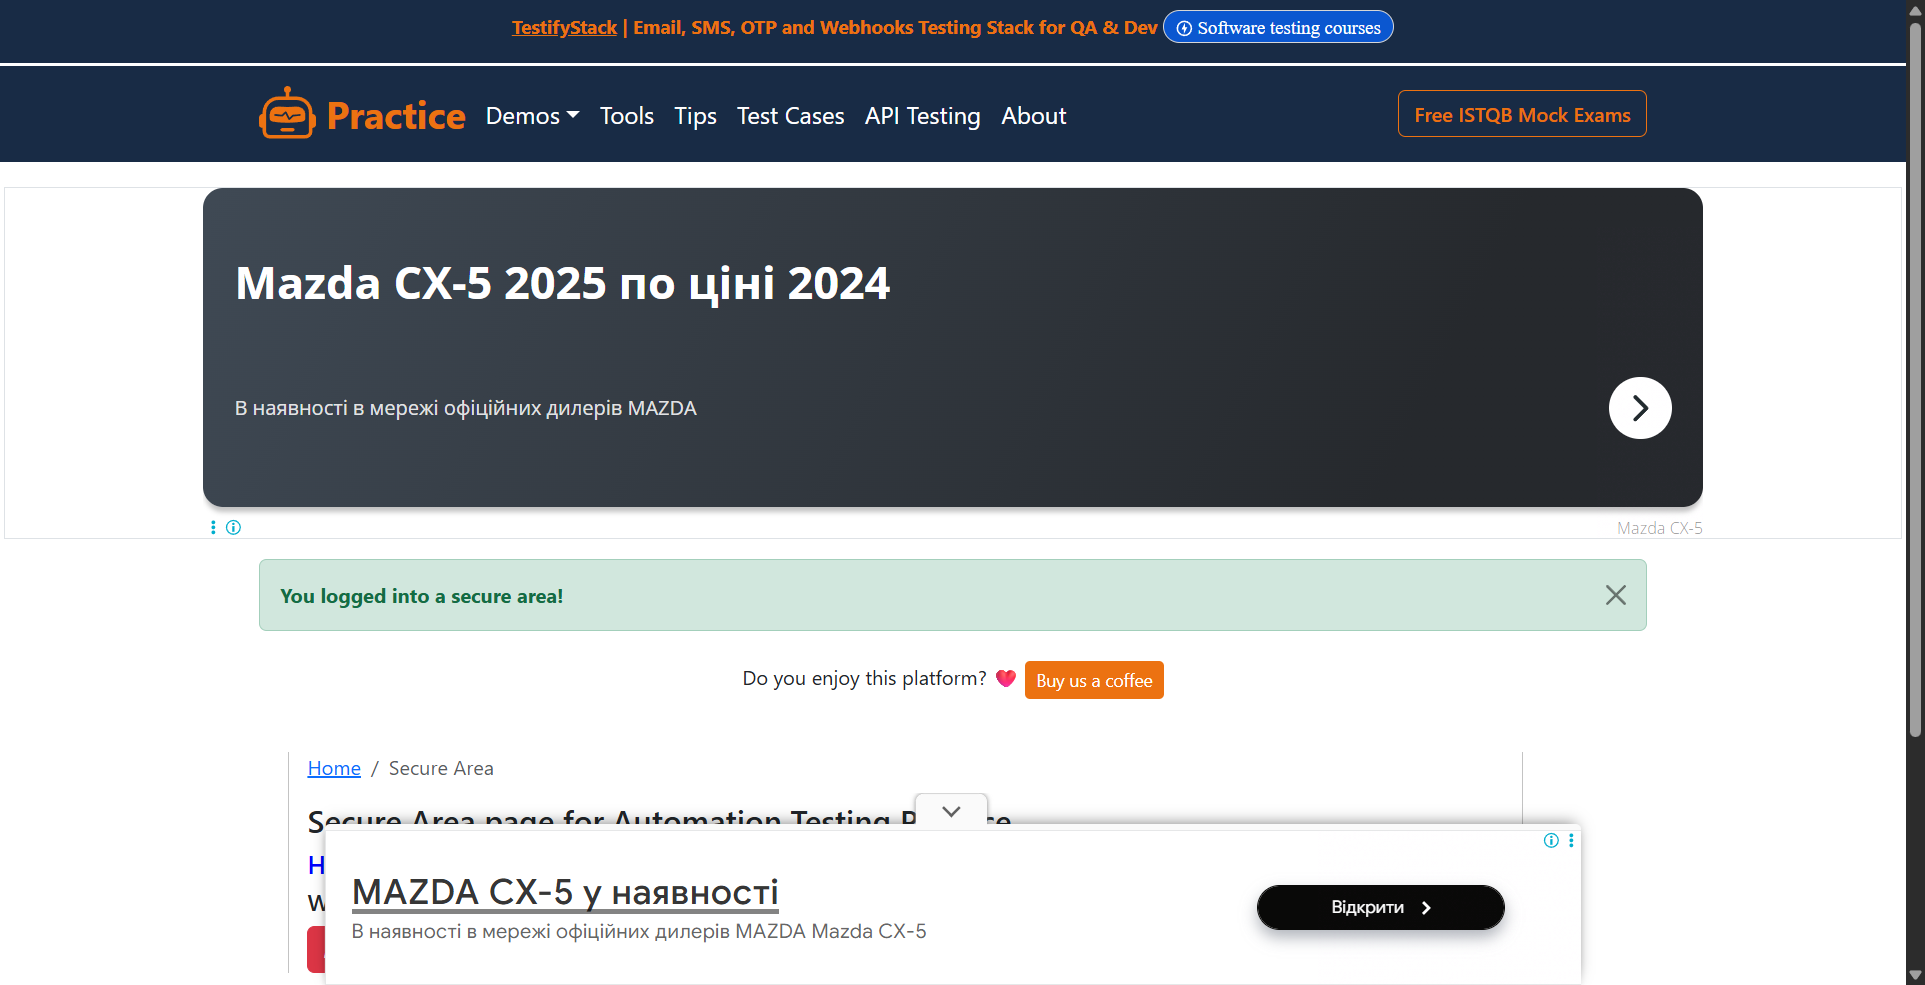 TestifyStack | Email, SMS, OTP and Webhooks Testing Stack for QA & Dev Software testing courses
Practice Demos Tools Tips Test Cases API Testing About Free ISTQB Mock Exams
Mazda CX-5 2025 по ціні 2024
В наявності в мережі офіційних дилерів MAZDA
Mazda CX-5
You logged into a secure area!
Do you enjoy this platform? Buy us a coffee
Home / Secure Area
Secure Area page for Automation Testing
MAZDA CX-5 у наявності
В наявності в мережі офіційних дилерів MAZDA Mazda CX-5
Відкрити